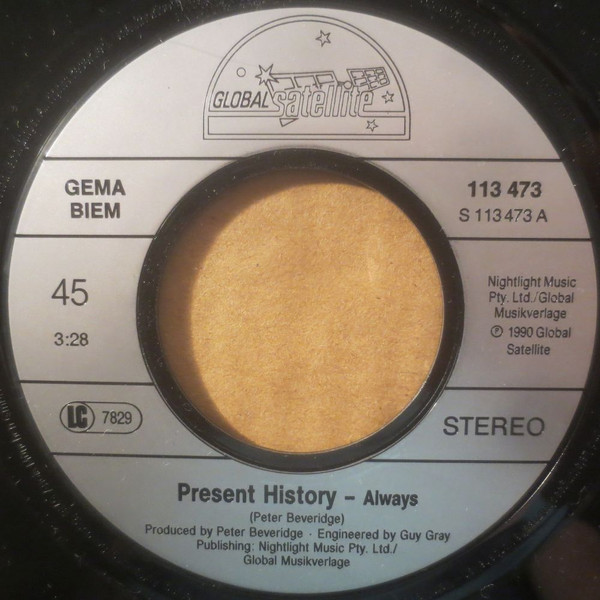 GLOBAL satellite
GEMA
BIEM
113 473
S 113 473 A
45
3:28
Nightlight Music
Pty. Ltd./Global
Musikverlage
℗ 1990 Global
Satellite
LC 7829
STEREO
Present History – Always
(Peter Beveridge)
Produced by Peter Beveridge · Engineered by Guy Gray
Publishing: Nightlight Music Pty. Ltd./
Global Musikverlage